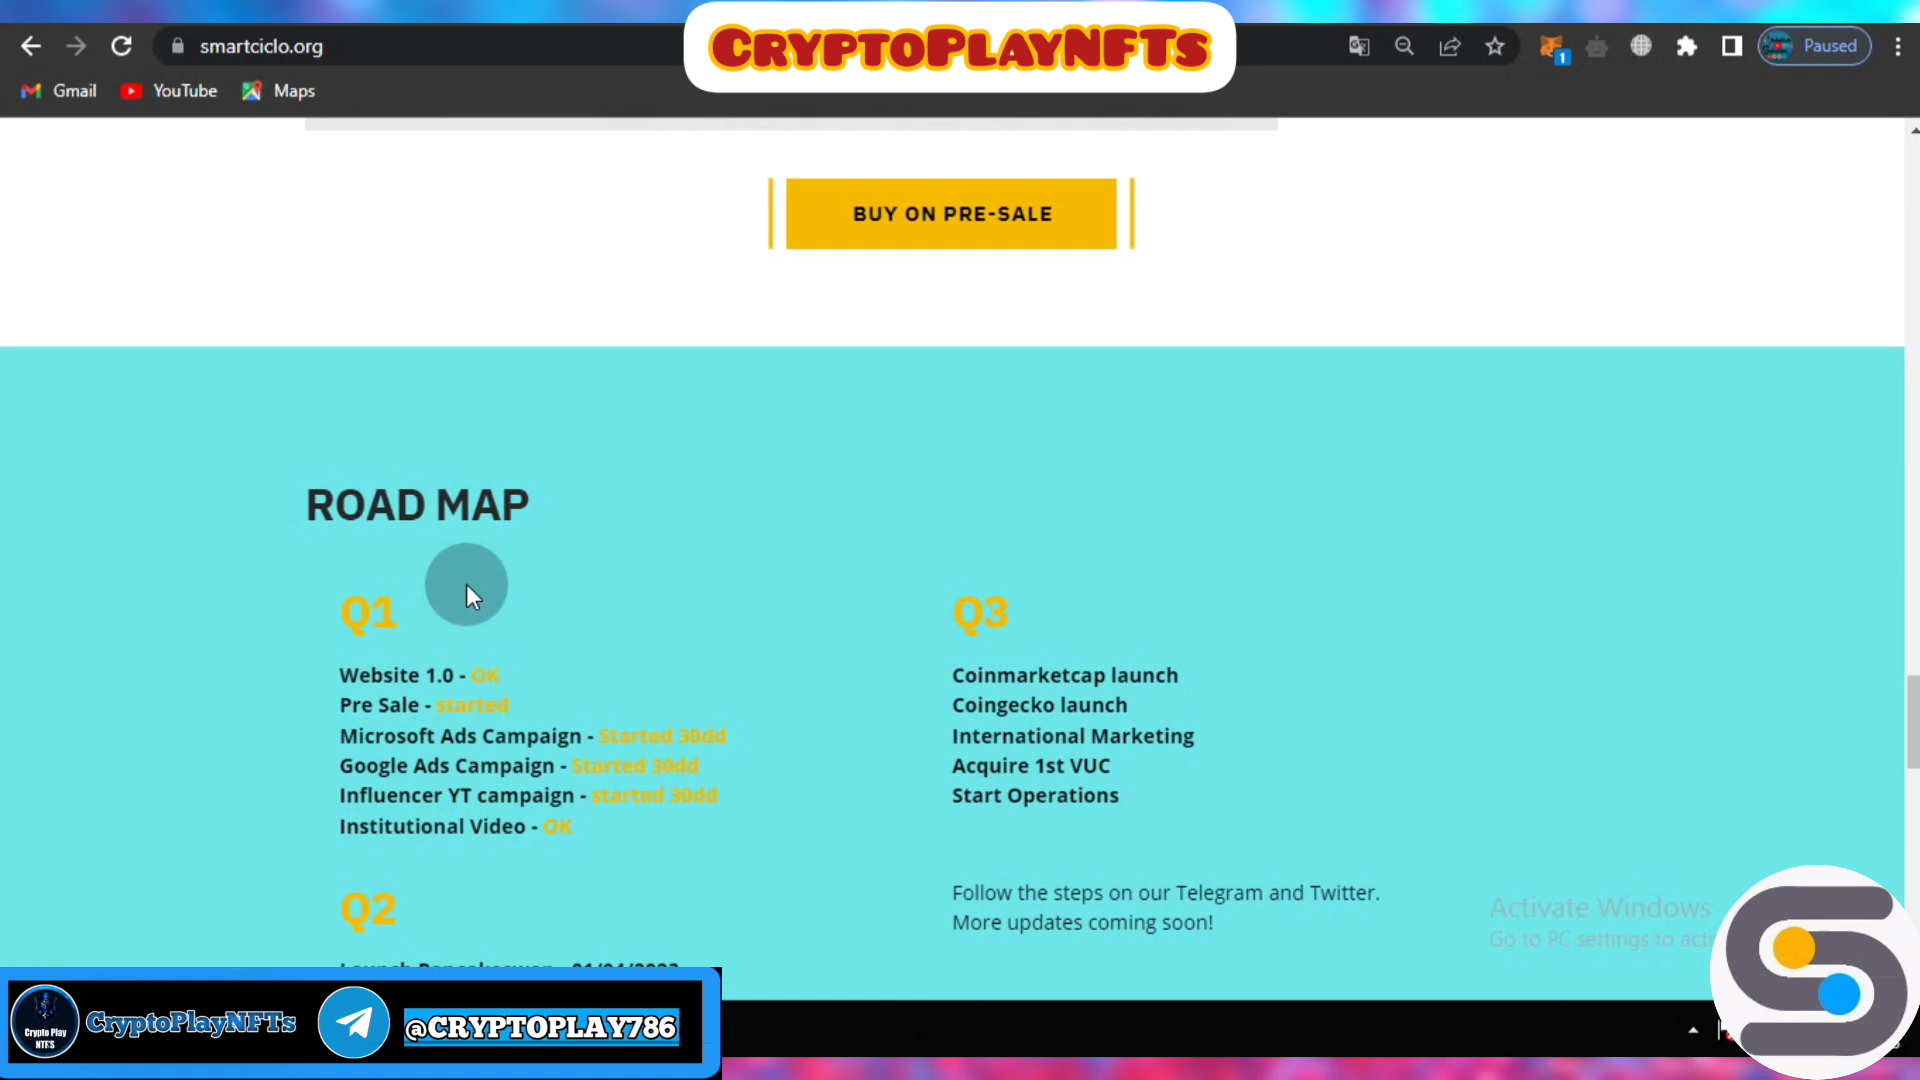 CryptoPlayNFTs
smartciclo.org
1
Paused
Gmail
YouTube
Maps
BUY ON PRE-SALE
ROAD MAP
Q1
Website 1.0 - OK
Pre Sale - started
Microsoft Ads Campaign - Started 30dd
Google Ads Campaign - Started 30dd
Influencer YT campaign - started 30dd
Institutional Video - OK
Q2
Q3
Coinmarketcap launch
Coingecko launch
International Marketing
Acquire 1st VUC
Start Operations
Follow the steps on our Telegram and Twitter.
More updates coming soon!
Activate Windows
Go to PC settings to
Crypto Play
NTFS
CryptoPlayNFTs
@CRYPTOPLAY786